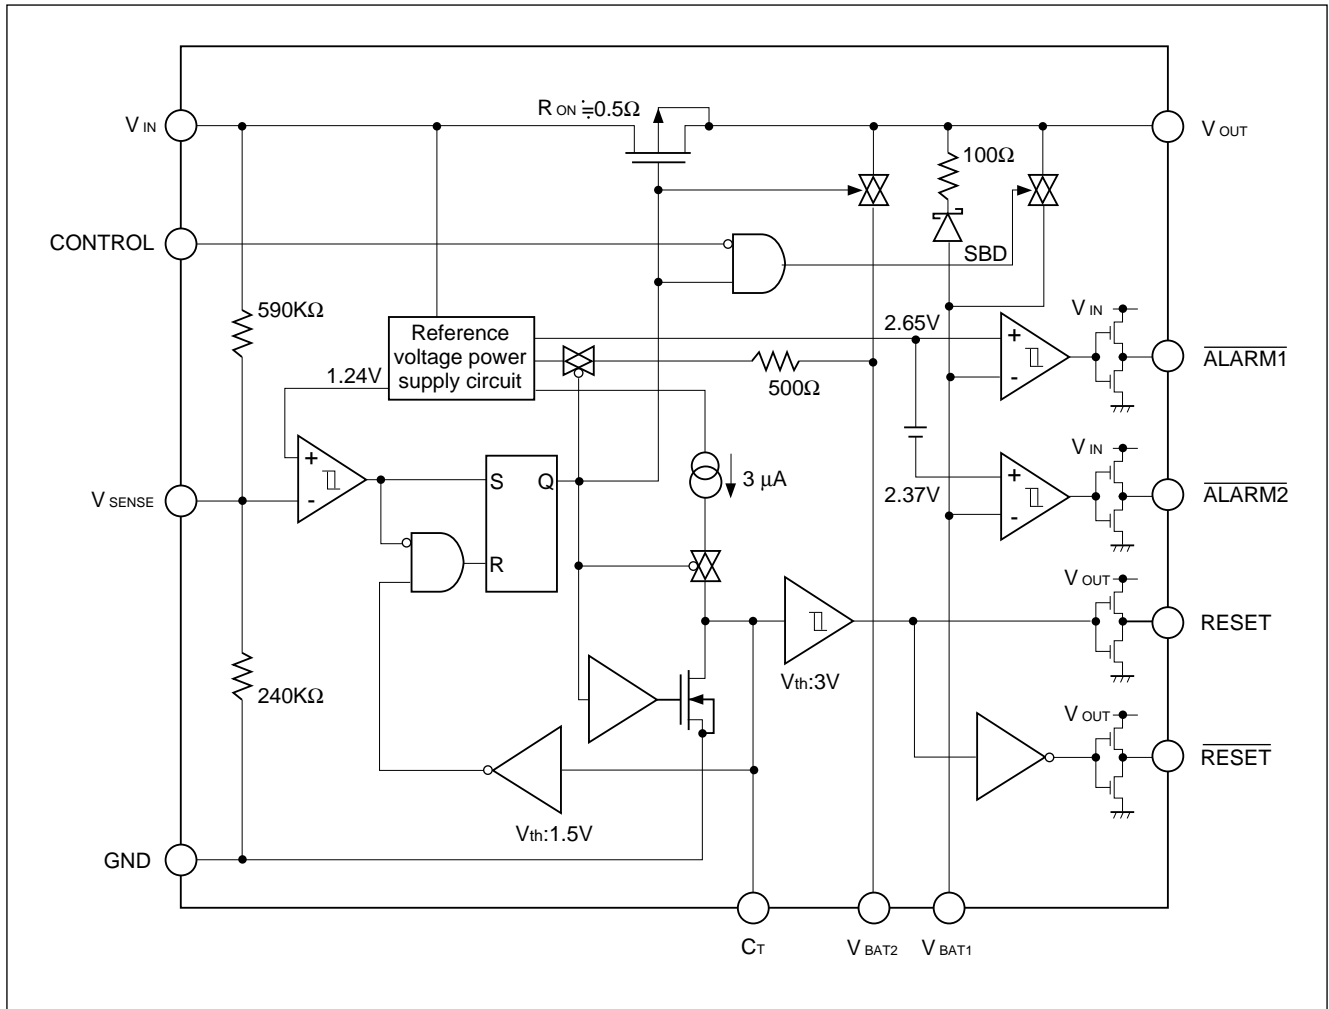 R ON ≒0.5Ω
V IN
V OUT
100Ω
CONTROL
SBD
590KΩ
Reference
voltage power
supply circuit
2.65V
V IN
ALARM1
1.24V
500Ω
+
-
V IN
+
-
S
Q
3 μA
+
-
V SENSE
2.37V
ALARM2
R
V OUT
RESET
Vth:3V
240KΩ
V OUT
RESET
Vth:1.5V
GND
CT
V BAT2
V BAT1